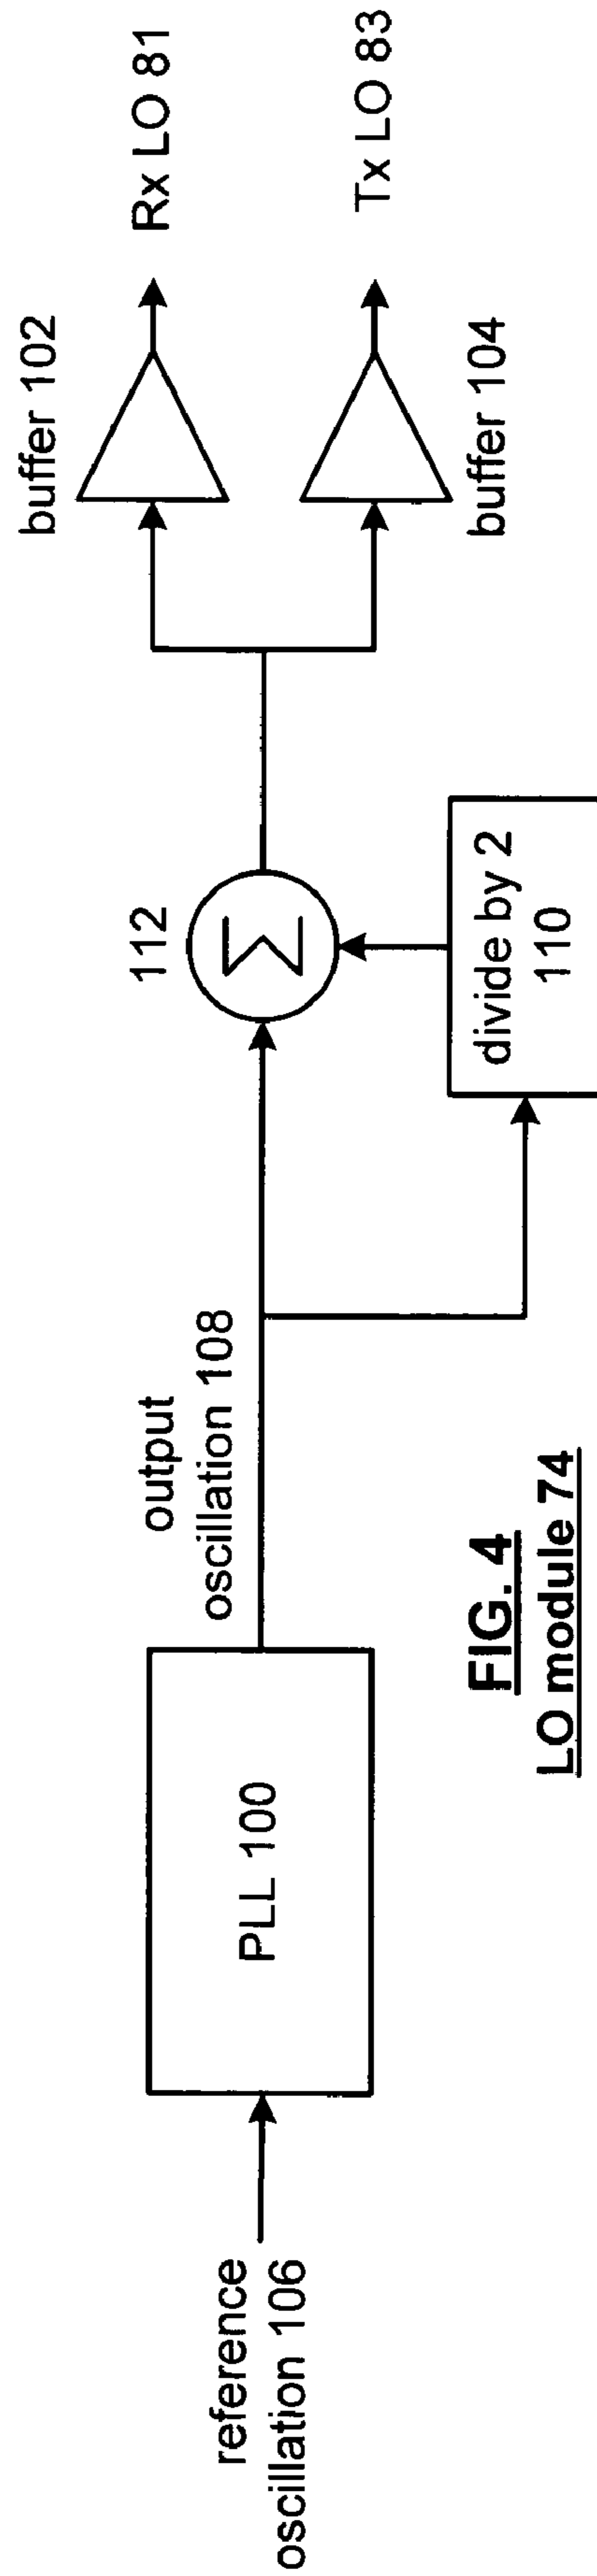 reference
oscillation 106
PLL 100
output
oscillation 108
112
Σ
divide by 2
110
buffer 102
buffer 104
Rx LO 81
Tx LO 83
FIG. 4
LO module 74